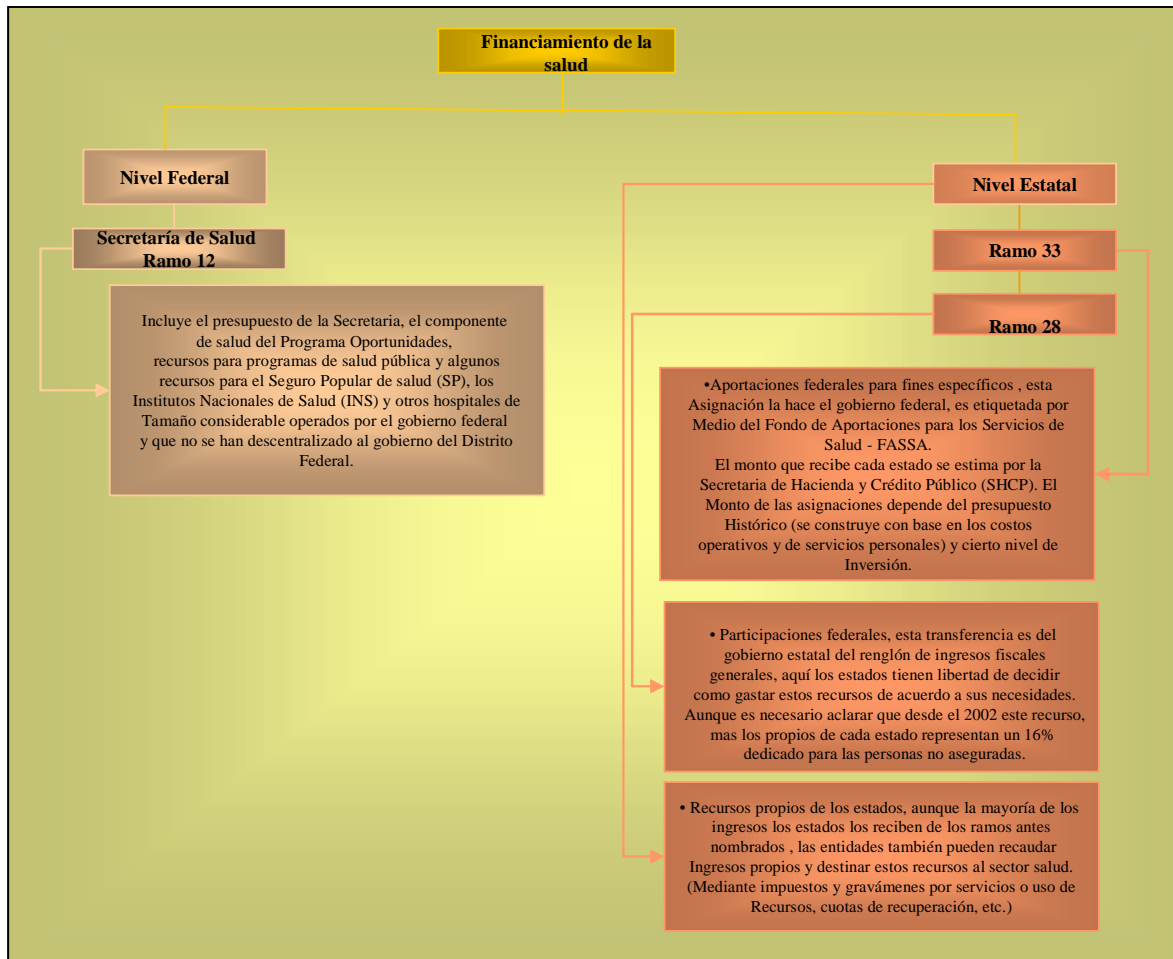 Financiamiento de la
salud
Nivel Federal
Secretaría de Salud
Ramo 12
Incluye el presupuesto de la Secretaria, el componente
de salud del Programa Oportunidades,
recursos para programas de salud pública y algunos
recursos para el Seguro Popular de salud (SP), los
Institutos Nacionales de Salud (INS) y otros hospitales de
Tamaño considerable operados por el gobierno federal
y que no se han descentralizado al gobierno del Distrito
Federal.
Nivel Estatal
Ramo 33
Ramo 28
•Aportaciones federales para fines específicos , esta
Asignación la hace el gobierno federal, es etiquetada por
Medio del Fondo de Aportaciones para los Servicios de
Salud - FASSA.
El monto que recibe cada estado se estima por la
Secretaria de Hacienda y Crédito Público (SHCP). El
Monto de las asignaciones depende del presupuesto
Histórico (se construye con base en los costos
operativos y de servicios personales) y cierto nivel de
Inversión.
• Participaciones federales, esta transferencia es del
gobierno estatal del renglón de ingresos fiscales
generales, aquí los estados tienen libertad de decidir
como gastar estos recursos de acuerdo a sus necesidades.
Aunque es necesario aclarar que desde el 2002 este recurso,
mas los propios de cada estado representan un 16%
dedicado para las personas no aseguradas.
• Recursos propios de los estados, aunque la mayoría de los
ingresos los estados los reciben de los ramos antes
nombrados , las entidades también pueden recaudar
Ingresos propios y destinar estos recursos al sector salud.
(Mediante impuestos y gravámenes por servicios o uso de
Recursos, cuotas de recuperación, etc.)